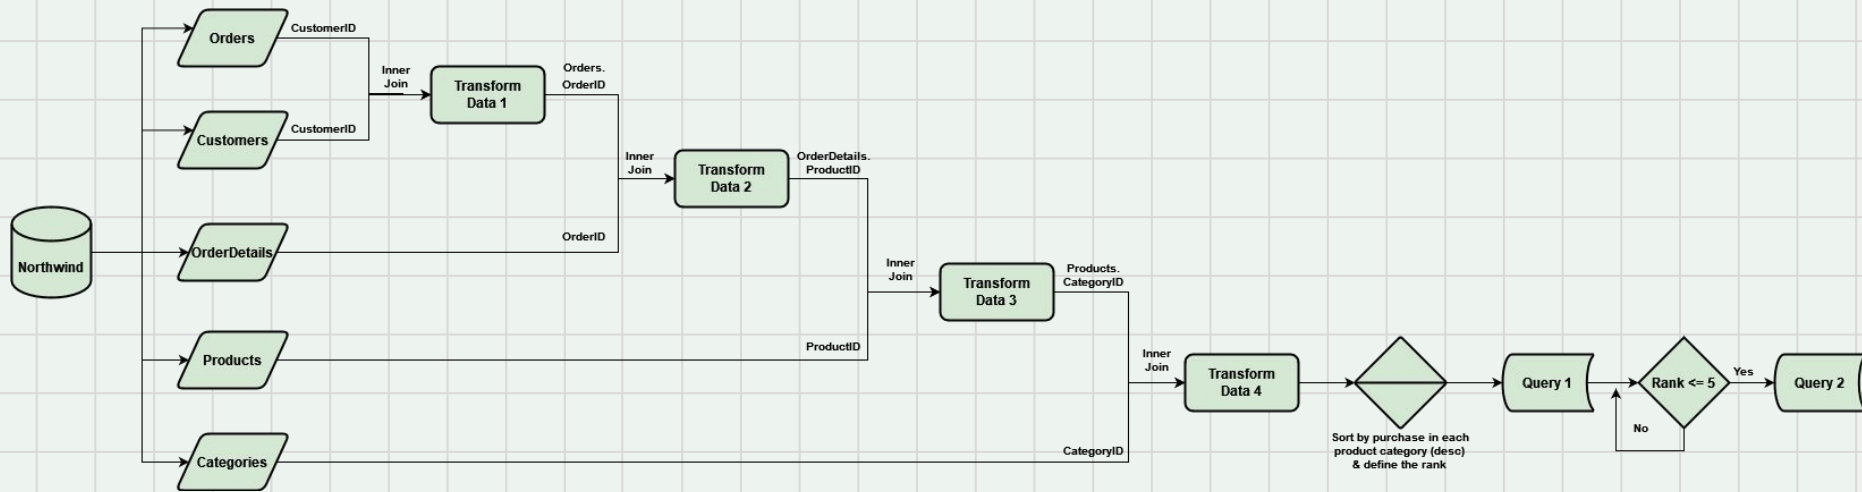 Orders
CustomerID
Inner
Join
Transform
Data 1
Orders.
OrderID
Customers
CustomerID
Inner
Join
Transform
Data 2
OrderDetails.
ProductID
Northwind
OrderDetails
OrderID
Inner
Join
Transform
Data 3
Products.
CategoryID
Products
ProductID
Inner
Join
Transform
Data 4
Sort by purchase in each
product category (desc)
& define the rank
Query 1
Rank <= 5
Yes
No
Query 2
Categories
CategoryID